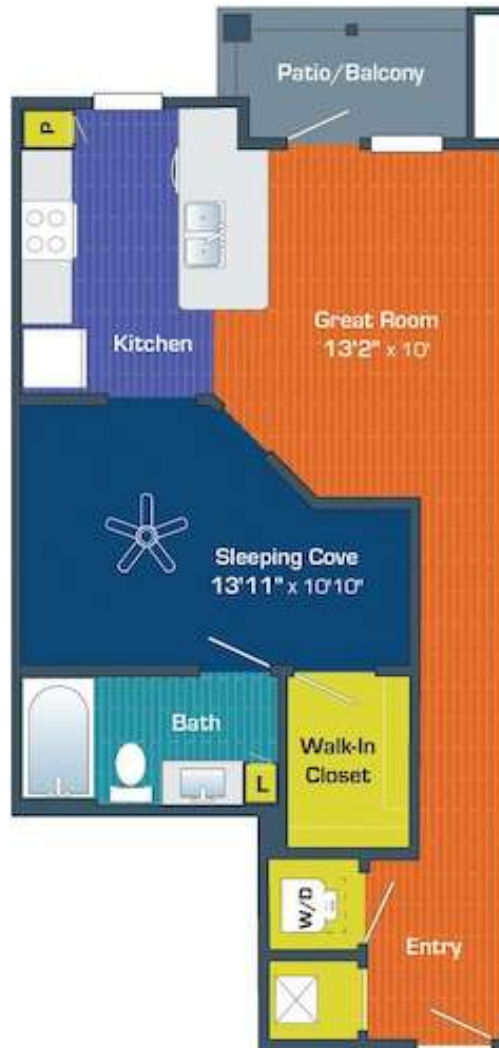 Patio/Balcony
P
Great Room
13'2" x 10'
Kitchen
Sleeping Cove
13'11" x 10'10"
Bath
Walk-In
Closet
L
W/D
Entry